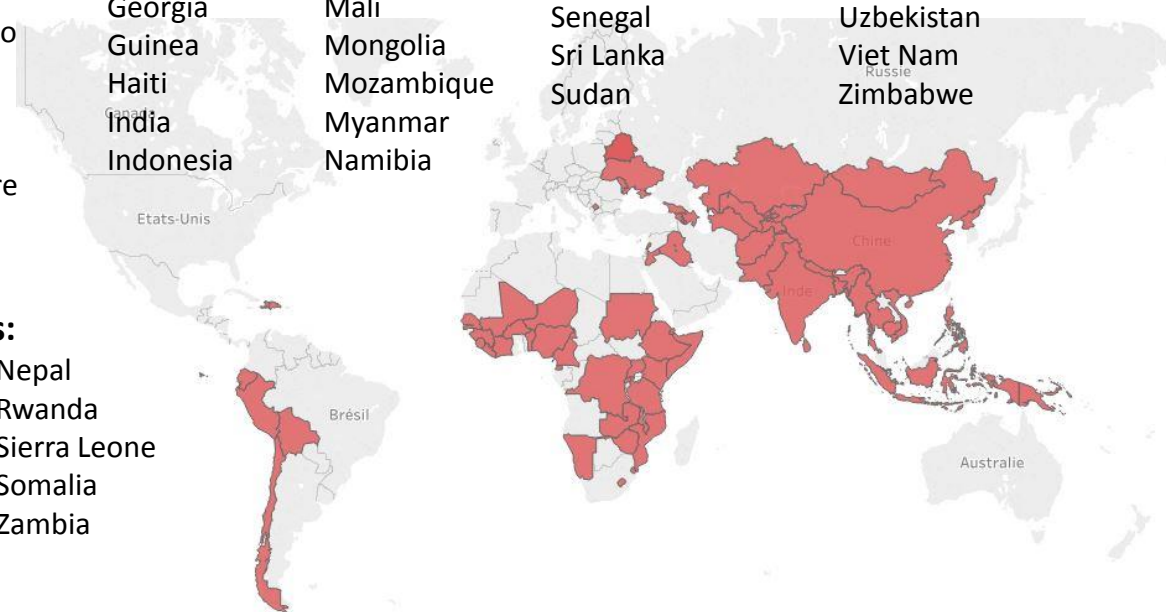 o
Georgia
Guinea
Haiti
India
Indonesia
Mali
Mongolia
Mozambique
Myanmar
Namibia
Senegal
Sri Lanka
Sudan
Uzbekistan
Viet Nam
Zimbabwe
re
s:
Nepal
Rwanda
Sierra Leone
Somalia
Zambia
Canada
Etats-Unis
Brésil
Russie
Chine
Inde
Australie